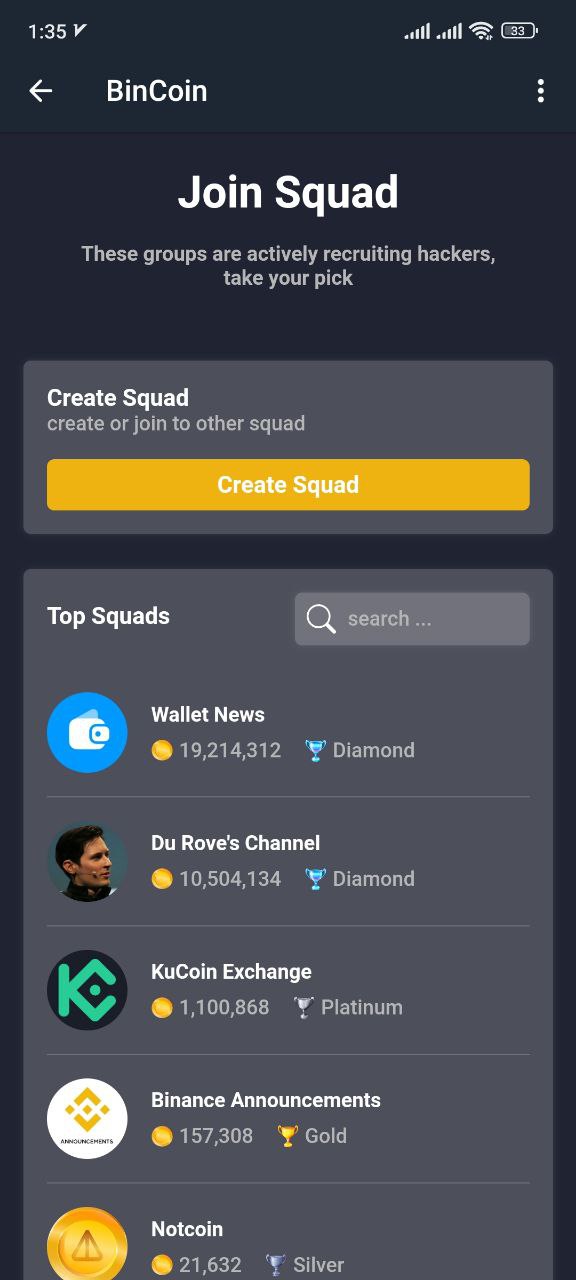 1:35
33
BinCoin
Join Squad
These groups are actively recruiting hackers,
take your pick
Create Squad
create or join to other squad
Create Squad
Top Squads
search ...
Wallet News
19,214,312 Diamond
Du Rove's Channel
10,504,134 Diamond
KuCoin Exchange
1,100,868 Platinum
Binance Announcements
ANNOUNCEMENTS
157,308 Gold
Notcoin
21,632 Silver